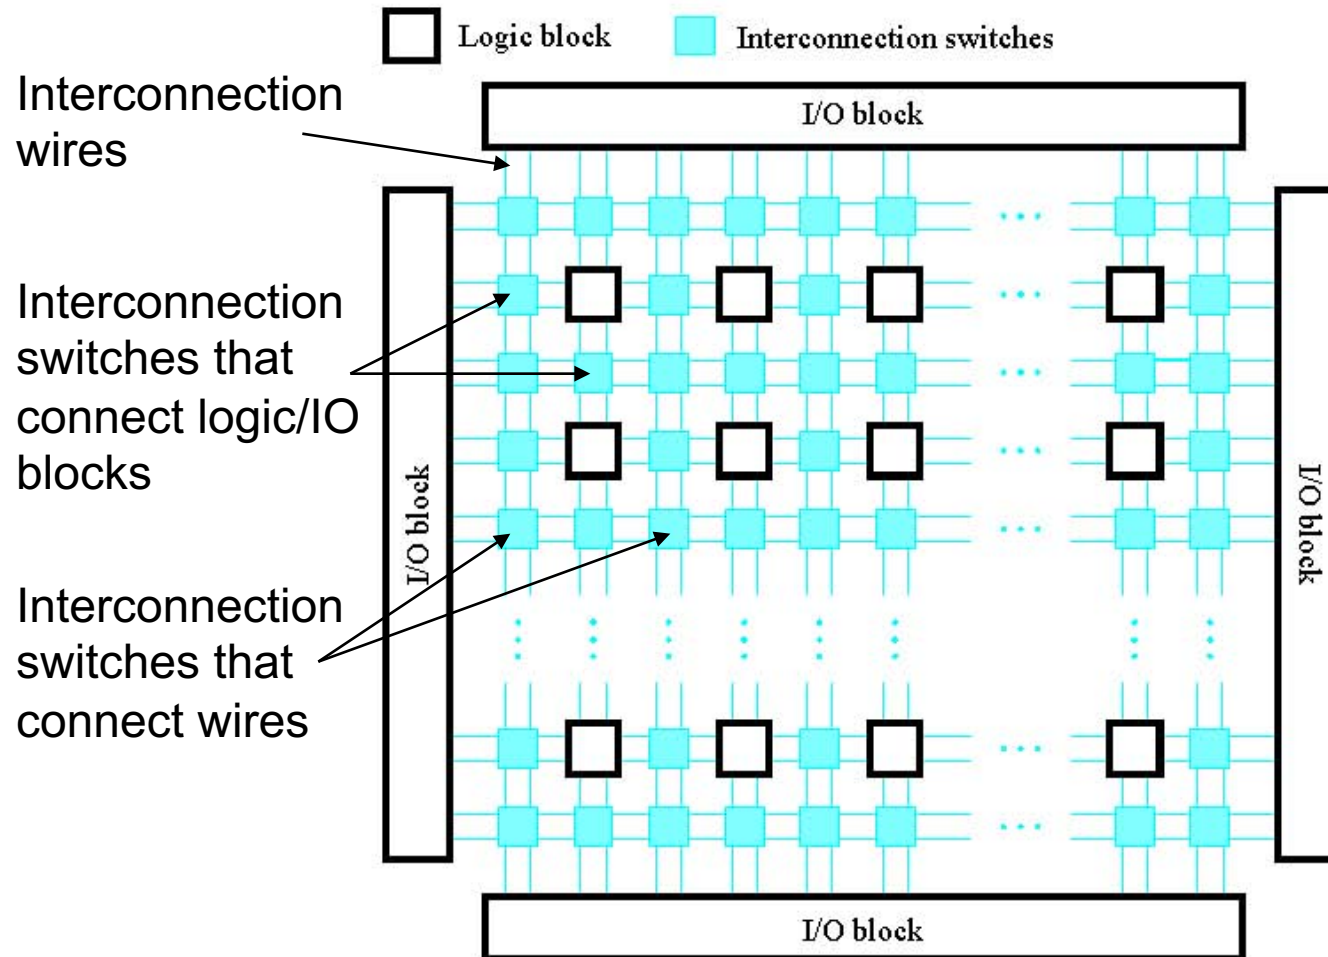 Logic block
Interconnection switches
Interconnection
wires
I/O block
Interconnection
switches that
connect logic/IO
blocks
I/O block
I/O block
Interconnection
switches that
connect wires
I/O block